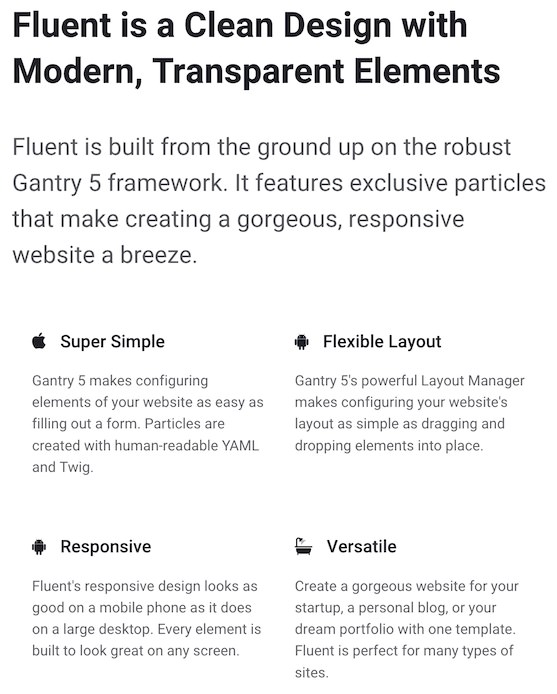 Fluent is a Clean Design with
Modern, Transparent Elements
Fluent is built from the ground up on the robust
Gantry 5 framework. It features exclusive particles
that make creating a gorgeous, responsive
website a breeze.
Super Simple
Gantry 5 makes configuring
elements of your website as easy as
filling out a form. Particles are
created with human-readable YAML
and Twig.
Flexible Layout
Gantry 5's powerful Layout Manager
makes configuring your website's
layout as simple as dragging and
dropping elements into place.
Responsive
Fluent's responsive design looks as
good on a mobile phone as it does
on a large desktop. Every element is
built to look great on any screen.
Versatile
Create a gorgeous website for your
startup, a personal blog, or your
dream portfolio with one template.
Fluent is perfect for many types of
sites.